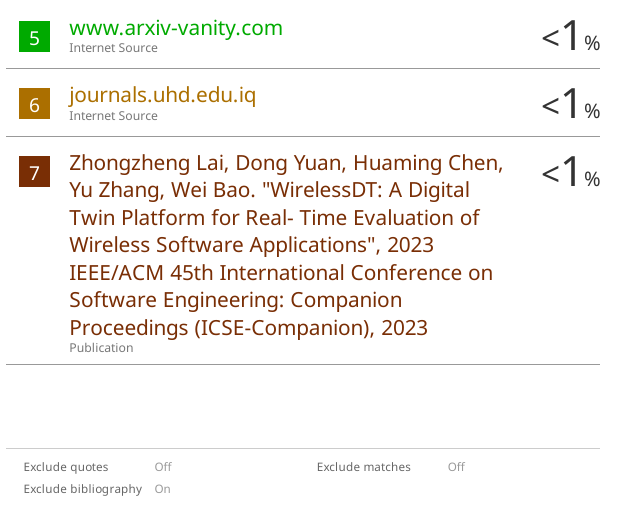 5
www.arxiv-vanity.com
Internet Source
<1%
6
journals.uhd.edu.iq
Internet Source
<1%
7
Zhongzheng Lai, Dong Yuan, Huaming Chen,
Yu Zhang, Wei Bao. "WirelessDT: A Digital
Twin Platform for Real- Time Evaluation of
Wireless Software Applications", 2023
IEEE/ACM 45th International Conference on
Software Engineering: Companion
Proceedings (ICSE-Companion), 2023
Publication
<1%
Exclude quotes Off
Exclude matches Off
Exclude bibliography On